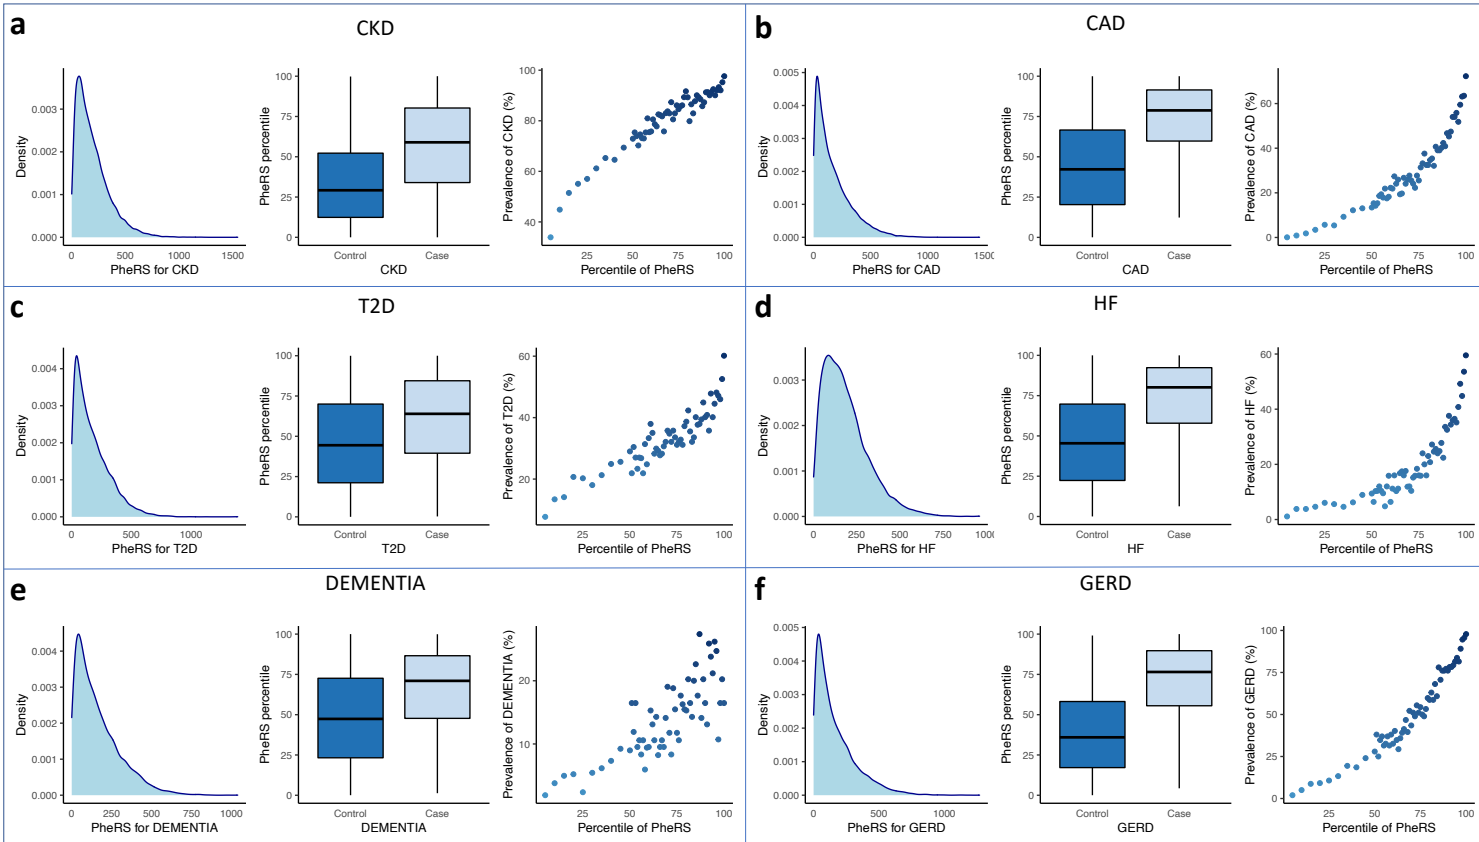 a
CKD
0.003
0.002
0.001
0.000
Density
0 500 1000 1500
PheRS for CKD
100
75
50
25
0
PheRS percentile
Control Case
CKD
100
80
60
40
Prevalence of CKD (%)
25 50 75 100
Percentile of PheRS
b
CAD
0.005
0.004
0.003
0.002
0.001
0.000
Density
0 500 1000 1500
PheRS for CAD
100
75
50
25
0
PheRS percentile
Control Case
CAD
60
40
20
0
Prevalence of CAD (%)
25 50 75 100
Percentile of PheRS
c
T2D
0.004
0.003
0.002
0.001
0.000
Density
0 500 1000
PheRS for T2D
100
75
50
25
0
PheRS percentile
Control Case
T2D
60
40
20
Prevalence of T2D (%)
25 50 75 100
Percentile of PheRS
d
HF
0.003
0.002
0.001
0.000
Density
0 250 500 750 100
PheRS for HF
100
75
50
25
0
PheRS percentile
Control Case
HF
60
40
20
0
Prevalence of HF (%)
25 50 75 100
Percentile of PheRS
e
DEMENTIA
0.004
0.003
0.002
0.001
0.000
Density
0 250 500 750 1000
PheRS for DEMENTIA
100
75
50
25
0
PheRS percentile
Control Case
DEMENTIA
20
10
Prevalence of DEMENTIA (%)
25 50 75 100
Percentile of PheRS
f
GERD
0.005
0.004
0.003
0.002
0.001
0.000
Density
0 500 1000
PheRS for GERD
100
75
50
25
0
PheRS percentile
Control Case
GERD
100
75
50
25
0
Prevalence of GERD (%)
25 50 75 100
Percentile of PheRS